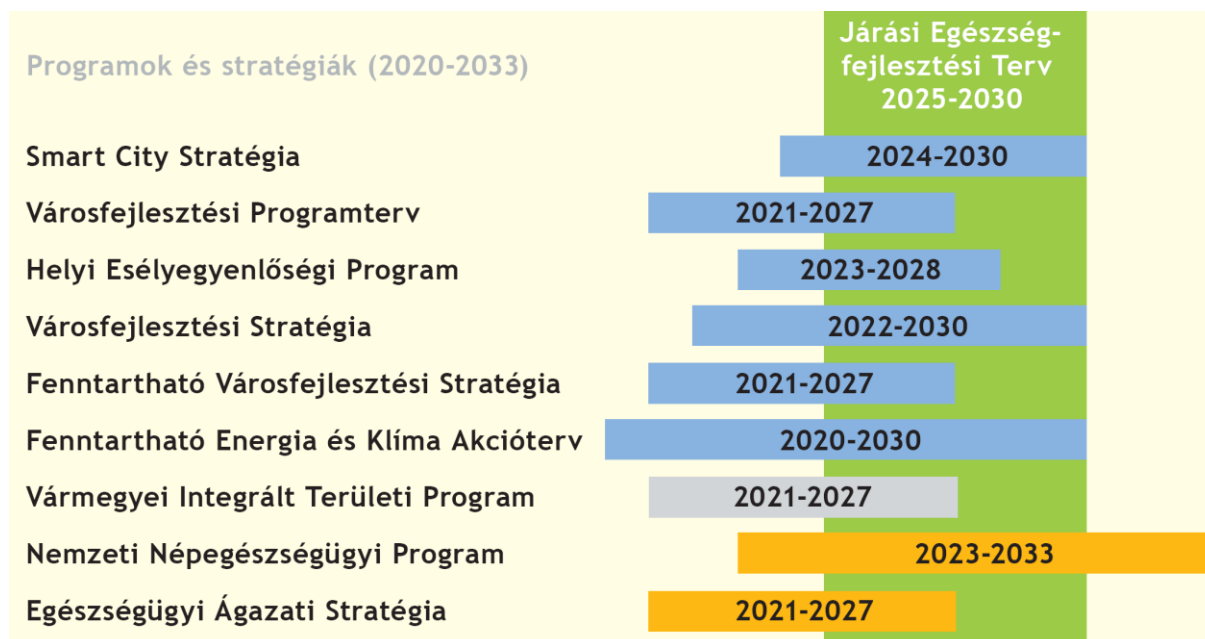 Programok és stratégiák (2020-2033)
Járási Egészség-
fejlesztési Terv
2025-2030
Smart City Stratégia
2024-2030
Városfejlesztési Programterv
2021-2027
Helyi Esélyegyenlőségi Program
2023-2028
Városfejlesztési Stratégia
2022-2030
Fenntartható Városfejlesztési Stratégia
2021-2027
Fenntartható Energia és Klíma Akcióterv
2020-2030
Vármegyei Integrált Területi Program
2021-2027
Nemzeti Népegészségügyi Program
2023-2033
Egészségügyi Ágazati Stratégia
2021-2027